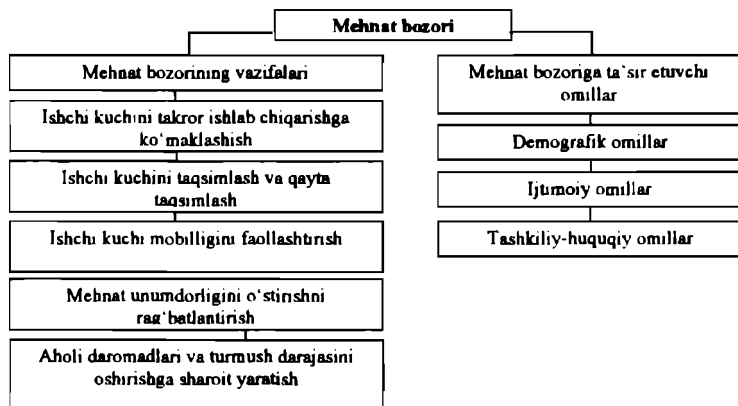 Mehnat bozori
Mehnat bozorining vazifalari
Ishchi kuchini takror ishlab chiqarishga
ko‘maklashish
Ishchi kuchini taqsimlash va qayta
taqsimlash
Ishchi kuchi mobilligini faollashtirish
Mehnat unumdorligini o‘stirishni
rag‘batlantirish
Aholi daromadlari va turmush darajasini
oshirishga sharoit yaratish
Mehnat bozoriga ta`sir etuvchi
omillar
Demografik omillar
Ijtimoiy omillar
Tashkiliy-huquqiy omillar